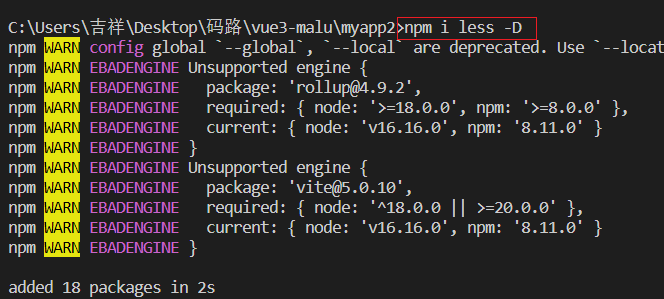 C:\Users\吉祥\Desktop\码路\vue3-malu\myapp2>npm i less -D
npm WARN config global `--global`, `--local` are deprecated. Use `--locat
npm WARN EBADENGINE Unsupported engine {
npm WARN EBADENGINE   package: 'rollup@4.9.2',
npm WARN EBADENGINE   required: { node: '>=18.0.0', npm: '>=8.0.0' },
npm WARN EBADENGINE   current: { node: 'v16.16.0', npm: '8.11.0' }
npm WARN EBADENGINE }
npm WARN EBADENGINE Unsupported engine {
npm WARN EBADENGINE   package: 'vite@5.0.10',
npm WARN EBADENGINE   required: { node: '^18.0.0 || >=20.0.0' },
npm WARN EBADENGINE   current: { node: 'v16.16.0', npm: '8.11.0' }
npm WARN EBADENGINE }
added 18 packages in 2s